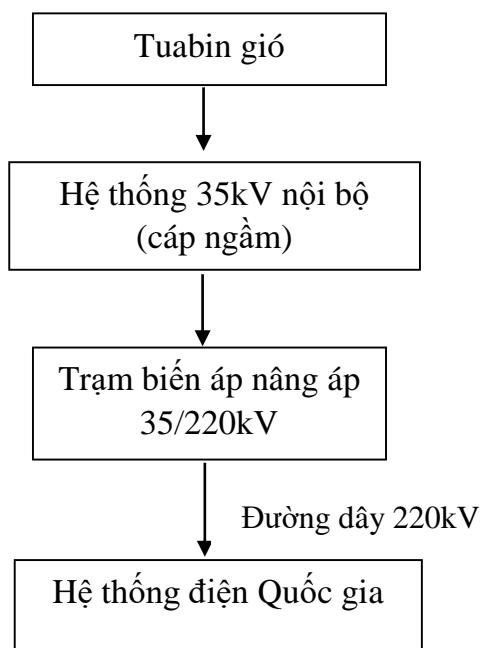 Tuabin gió
Hệ thống 35kV nội bộ
(cáp ngầm)
Trạm biến áp nâng áp
35/220kV
Đường dây 220kV
Hệ thống điện Quốc gia